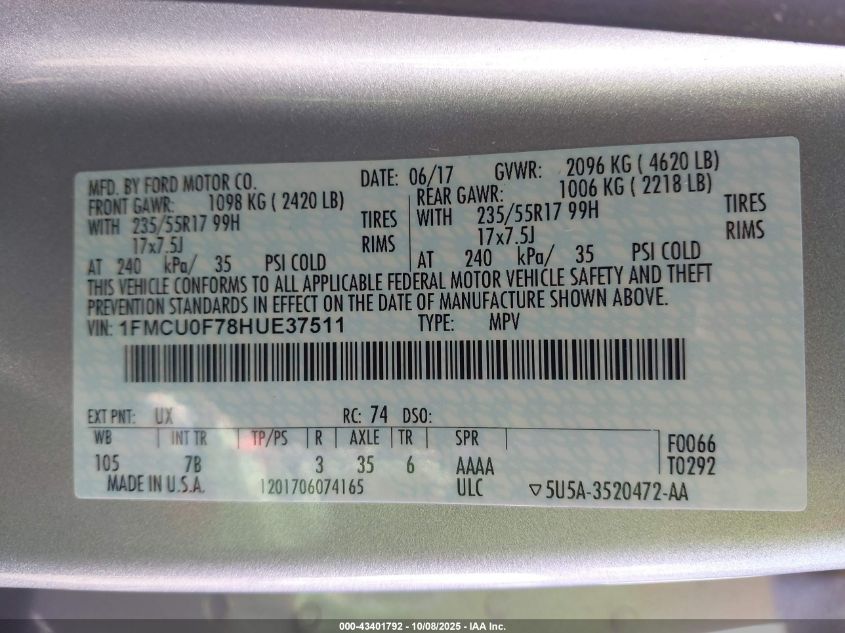 MFD. BY FORD MOTOR CO. DATE: 06/17 GVWR: 2096 KG ( 4620 LB)
FRONT GAWR: 1098 KG ( 2420 LB) REAR GAWR: 1006 KG ( 2218 LB)
WITH 235/55R17 99H TIRES WITH 235/55R17 99H TIRES
17x7.5J RIMS 17x7.5J RIMS
AT 240 kPa/ 35 PSI COLD AT 240 kPa/ 35 PSI COLD
THIS VEHICLE CONFORMS TO ALL APPLICABLE FEDERAL MOTOR VEHICLE SAFETY AND THEFT
PREVENTION STANDARDS IN EFFECT ON THE DATE OF MANUFACTURE SHOWN ABOVE.
VIN: 1FMCU0F78HUE37511 TYPE: MPV
EXT PNT: UX RC: 74 DSO:
WB INT TR TP/PS R AXLE TR SPR F0066
105 7B 3 35 6 AAAA T0292
MADE IN U.S.A. 1201706074165 ULC ▽5U5A-3520472-AA
000-43401792 - 10/08/2025 - IAA Inc.